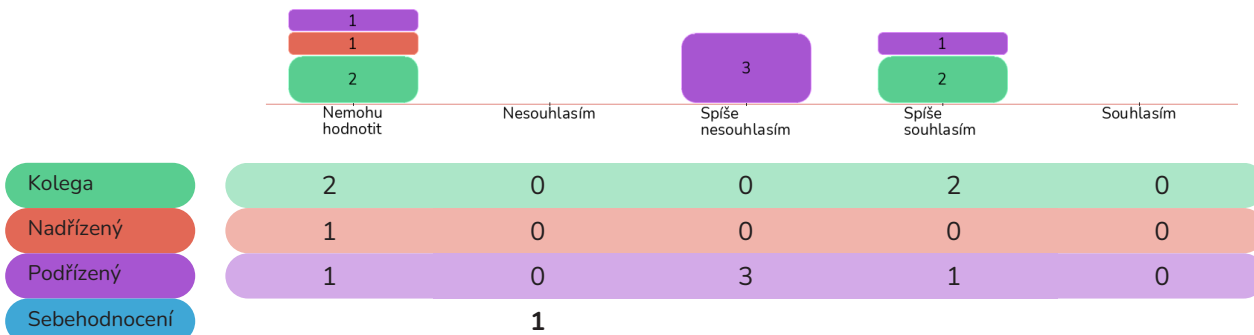 1
1
2
3
1
2
Nemohu hodnotit
Nesouhlasím
Spíše nesouhlasím
Spíše souhlasím
Souhlasím
Kolega 2 0 0 2 0
Nadřízený 1 0 0 0 0
Podřízený 1 0 3 1 0
Sebehodnocení 1